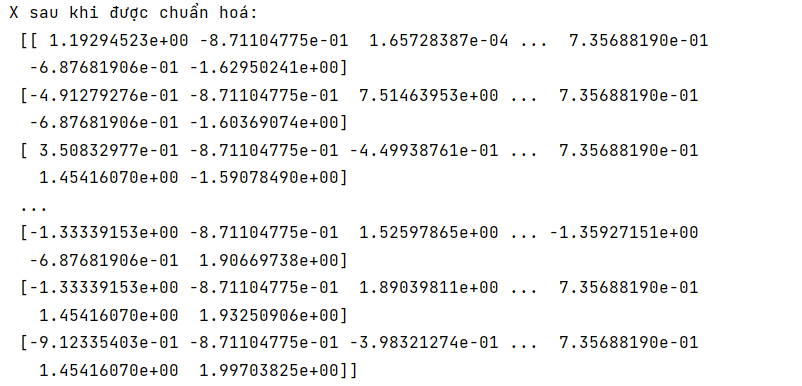 X sau khi được chuẩn hoá:
[[ 1.19294523e+00 -8.71104775e-01  1.65728387e-04 ...  7.35688190e-01
  -6.87681906e-01 -1.62950241e+00]
 [-4.91279276e-01 -8.71104775e-01  7.51463953e+00 ...  7.35688190e-01
  -6.87681906e-01 -1.60369074e+00]
 [ 3.50832977e-01 -8.71104775e-01 -4.49938761e-01 ...  7.35688190e-01
   1.45416070e+00 -1.59078490e+00]
 ...
 [-1.33339153e+00 -8.71104775e-01  1.52597865e+00 ... -1.35927151e+00
  -6.87681906e-01  1.90669738e+00]
 [-1.33339153e+00 -8.71104775e-01  1.89039811e+00 ...  7.35688190e-01
   1.45416070e+00  1.93250906e+00]
 [-9.12335403e-01 -8.71104775e-01 -3.98321274e-01 ...  7.35688190e-01
   1.45416070e+00  1.99703825e+00]]